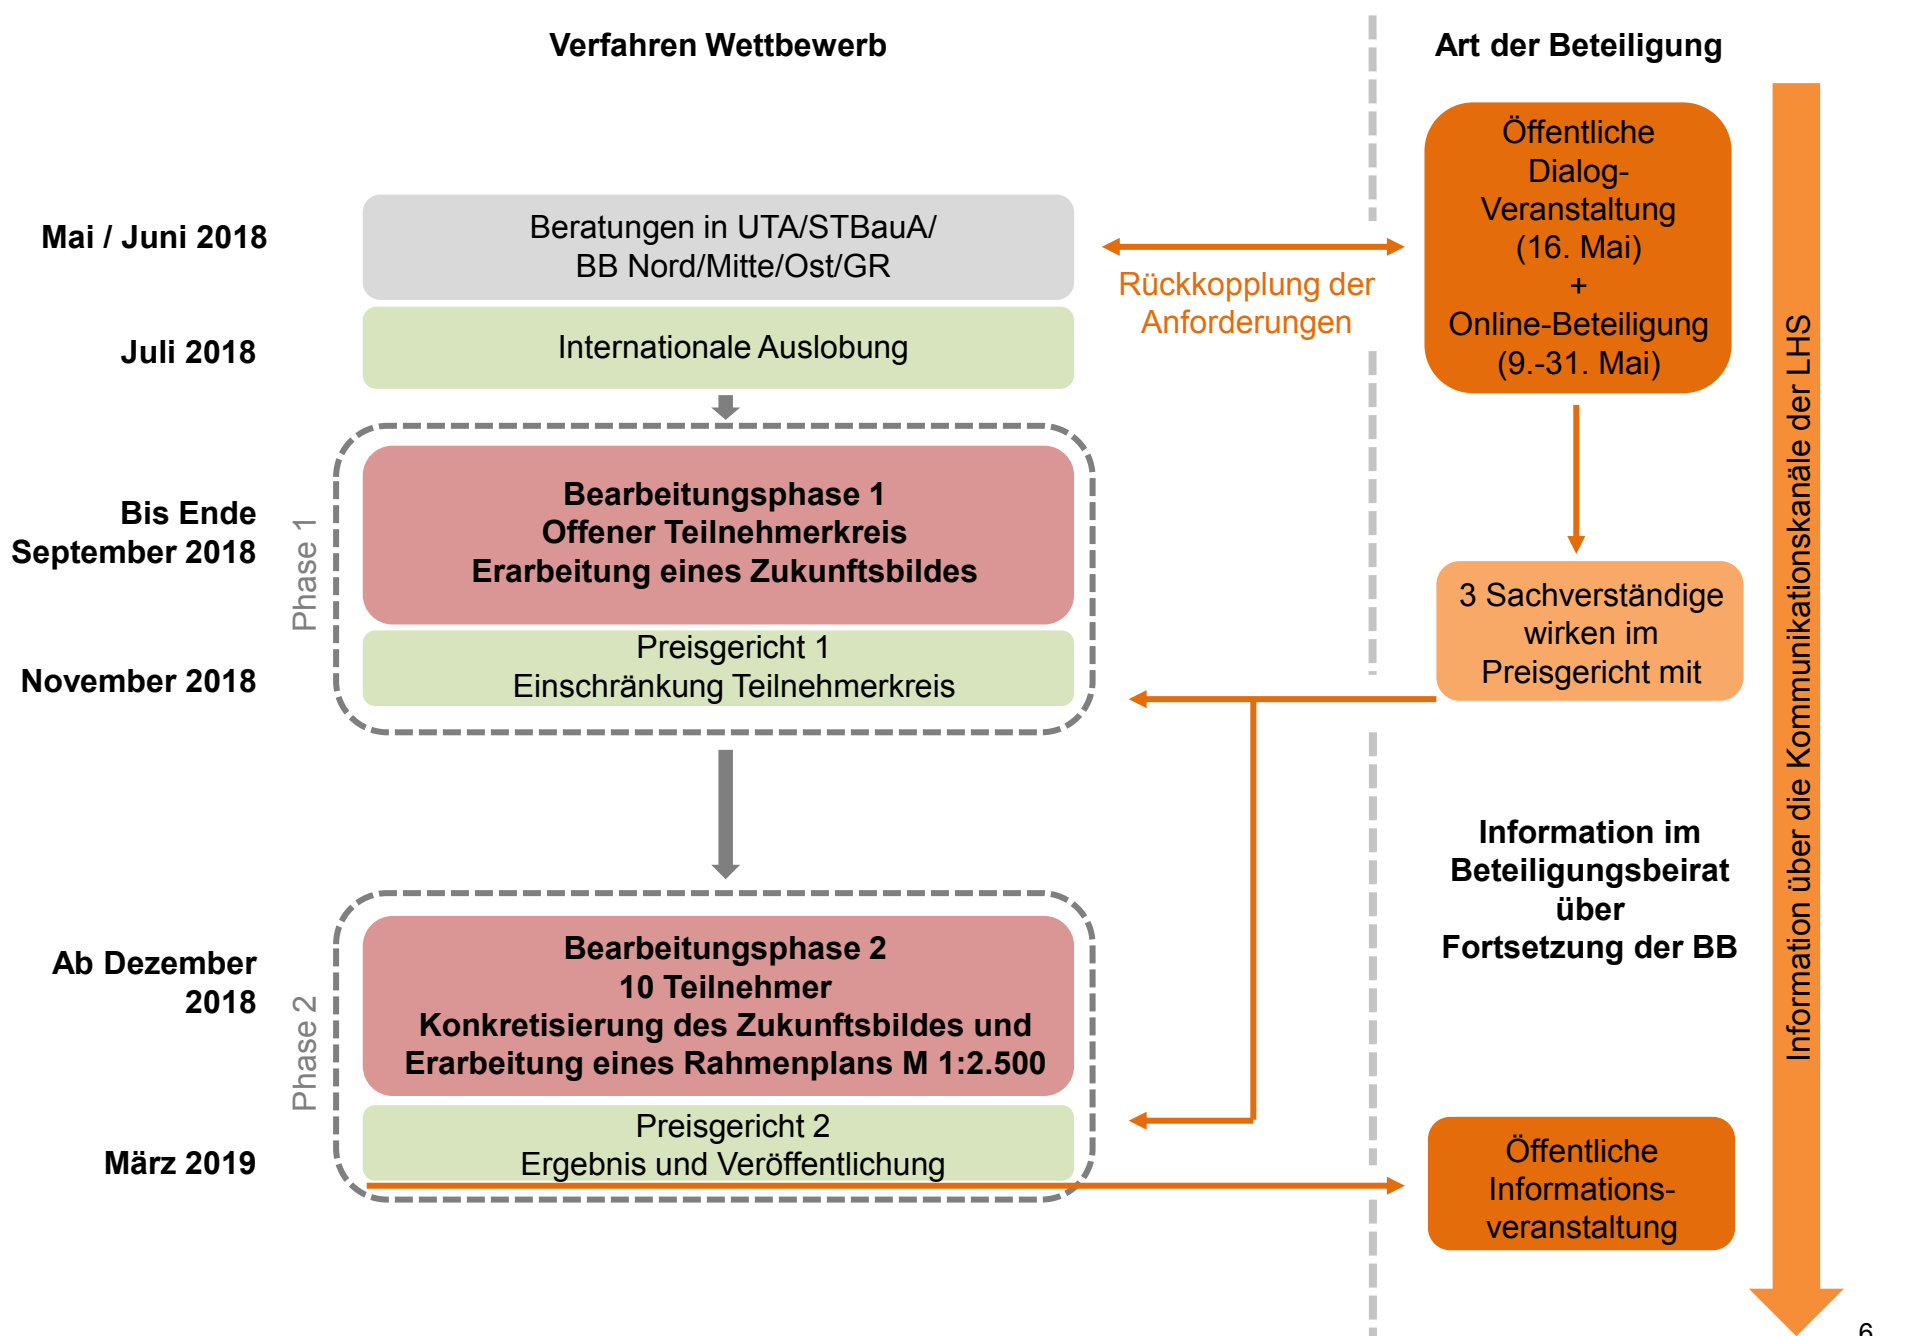 Verfahren Wettbewerb
Art der Beteiligung
Mai / Juni 2018
Beratungen in UTA/STBauA/
BB Nord/Mitte/Ost/GR
Rückkopplung der
Anforderungen
Öffentliche
Dialog-
Veranstaltung
(16. Mai)
+
Online-Beteiligung
(9.-31. Mai)
Juli 2018
Internationale Auslobung
Bis Ende
September 2018
Phase 1
Bearbeitungsphase 1
Offener Teilnehmerkreis
Erarbeitung eines Zukunftsbildes
3 Sachverständige
wirken im
Preisgericht mit
November 2018
Preisgericht 1
Einschränkung Teilnehmerkreis
Information im
Beteiligungsbeirat
über
Fortsetzung der BB
Ab Dezember
2018
Phase 2
Bearbeitungsphase 2
10 Teilnehmer
Konkretisierung des Zukunftsbildes und
Erarbeitung eines Rahmenplans M 1:2.500
März 2019
Preisgericht 2
Ergebnis und Veröffentlichung
Öffentliche
Informations-
veranstaltung
Information über die Kommunikationskanäle der LHS
6